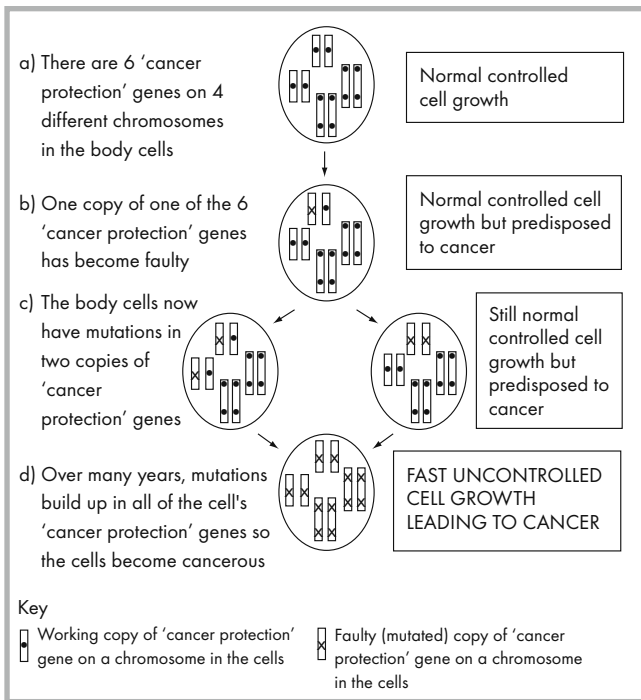 a) There are 6 ‘cancer
protection’ genes on 4
different chromosomes
in the body cells
Normal controlled
cell growth
b) One copy of one of the 6
‘cancer protection’ genes
has become faulty
Normal controlled cell
growth but predisposed
to cancer
c) The body cells now
have mutations in
two copies of
‘cancer
protection’ genes
Still normal
controlled cell
growth but
predisposed to
cancer
d) Over many years, mutations
build up in all of the cell's
‘cancer protection’ genes so
the cells become cancerous
FAST UNCONTROLLED
CELL GROWTH
LEADING TO CANCER
Key
Working copy of ‘cancer protection’
gene on a chromosome in the cells
Faulty (mutated) copy of ‘cancer
protection’ gene on a chromosome
in the cells